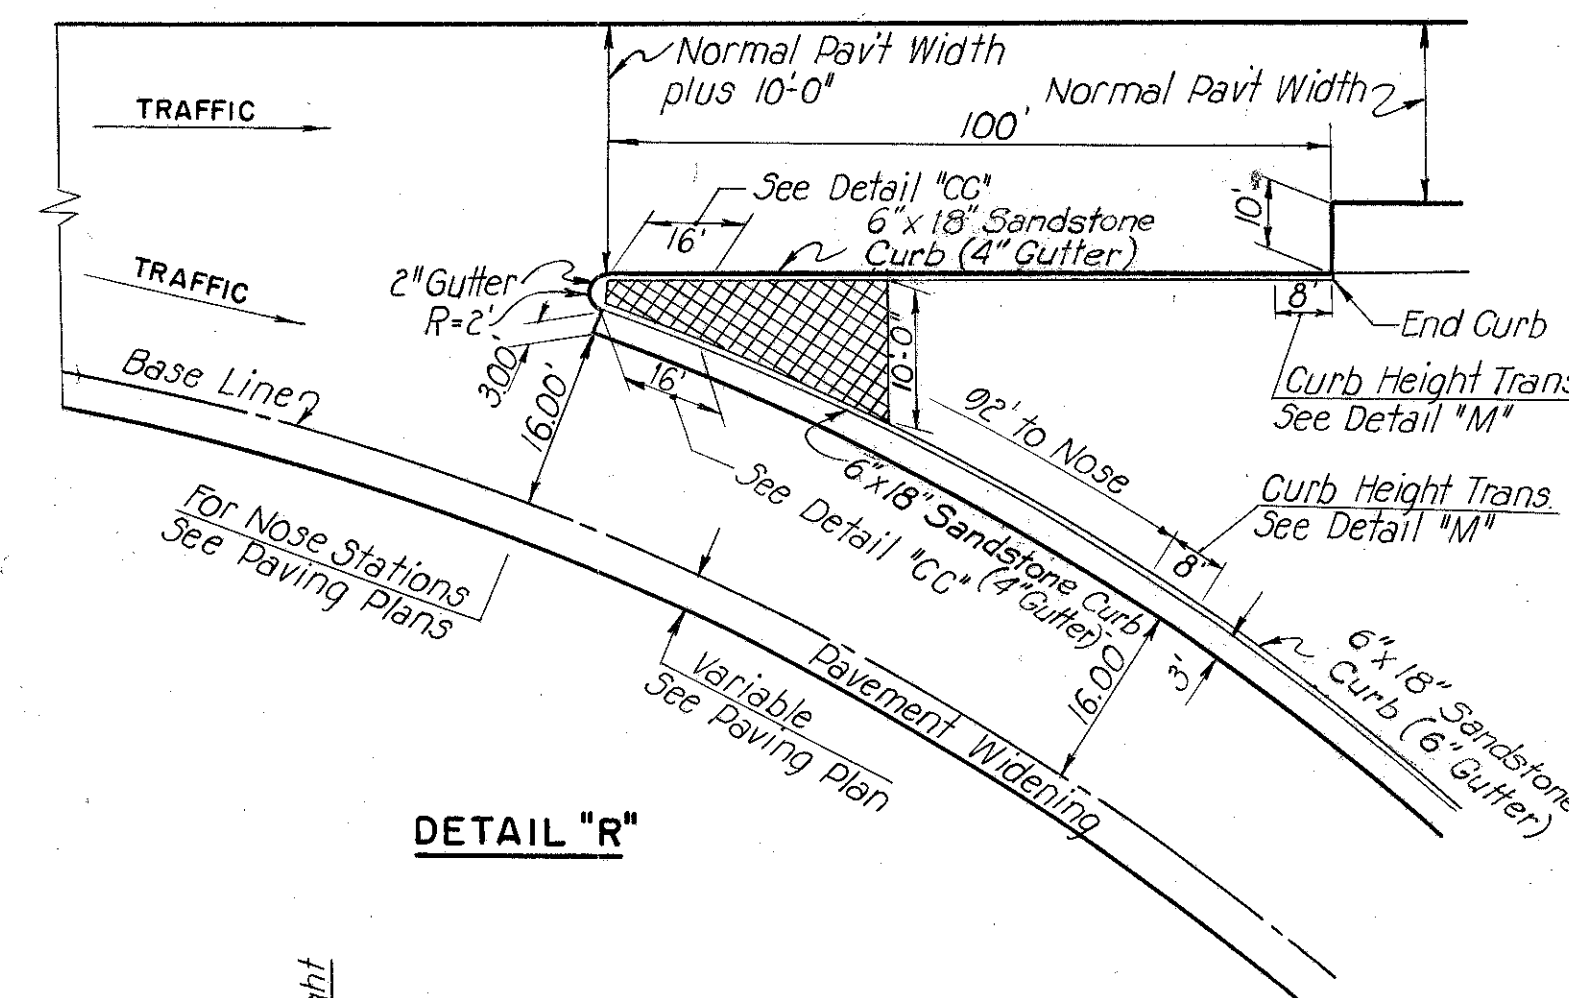 Normal Pav't Width
plus 10'-0"
Normal Pav't Width
TRAFFIC
100'
See Detail "CC"
6"x 18" Sandstone
Curb (4" Gutter)
16'
10'
TRAFFIC
2" Gutter
R=2'
8'
End Curb
3.00'
10'-0"
Base Line
16'
16.00'
92' to Nose
Curb Height Trans
See Detail "M"
Curb Height Trans.
See Detail "M"
For Nose Stations
See Paving Plans
See Detail "CC"
6"x 18" Sandstone Curb
(4" Gutter)
8'
6"x 18" Sandstone
Curb (6" Gutter)
16.00
3'
Variable
See Paving Plan
Pavement Widening
DETAIL "R"